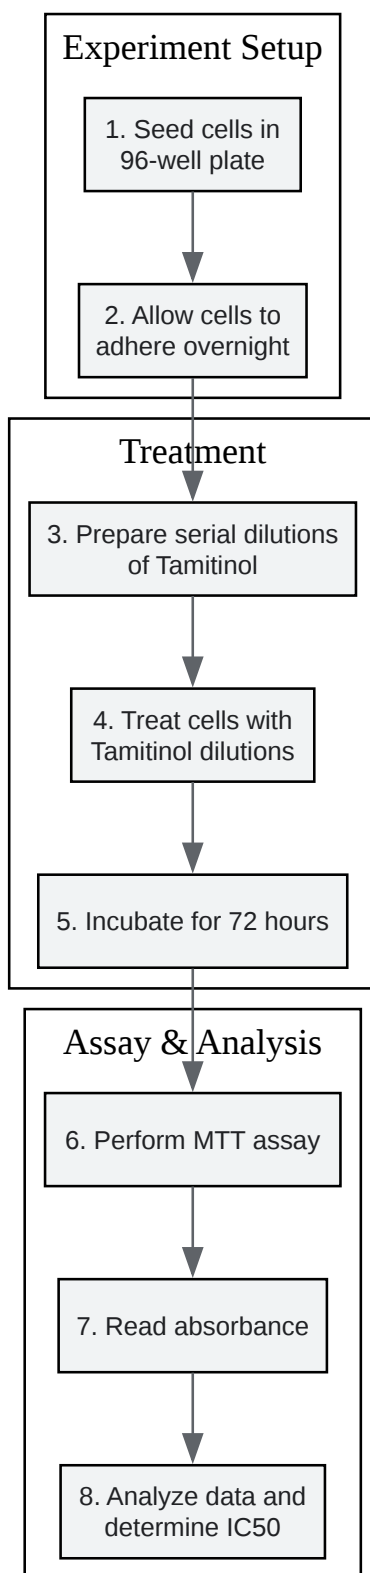 Experiment Setup
1. Seed cells in
96-well plate
2. Allow cells to
adhere overnight
Treatment
3. Prepare serial dilutions
of Tamitinol
4. Treat cells with
Tamitinol dilutions
5. Incubate for 72 hours
Assay & Analysis
6. Perform MTT assay
7. Read absorbance
8. Analyze data and
determine IC50